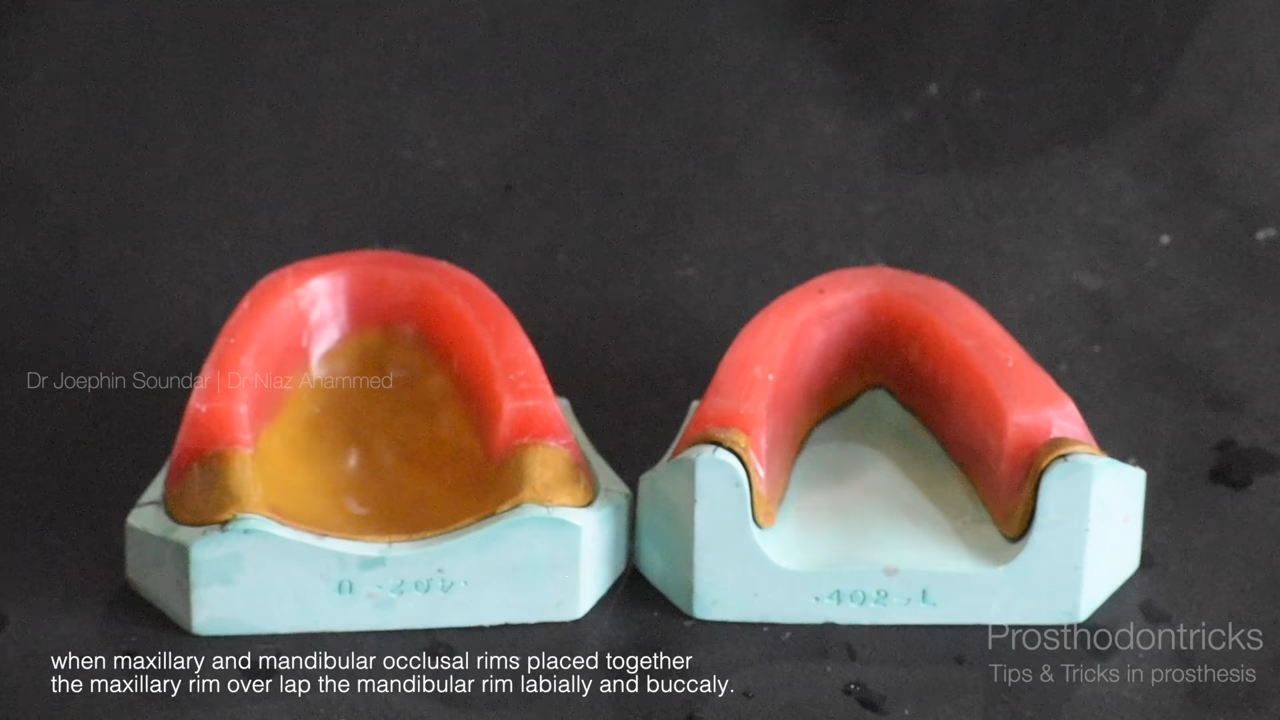 Dr Joephin Soundar | Dr Niaz Ahammed
·402-L
Prosthodontricks
Tips & Tricks in prosthesis
when maxillary and mandibular occlusal rims placed together
the maxillary rim over lap the mandibular rim labially and buccaly.